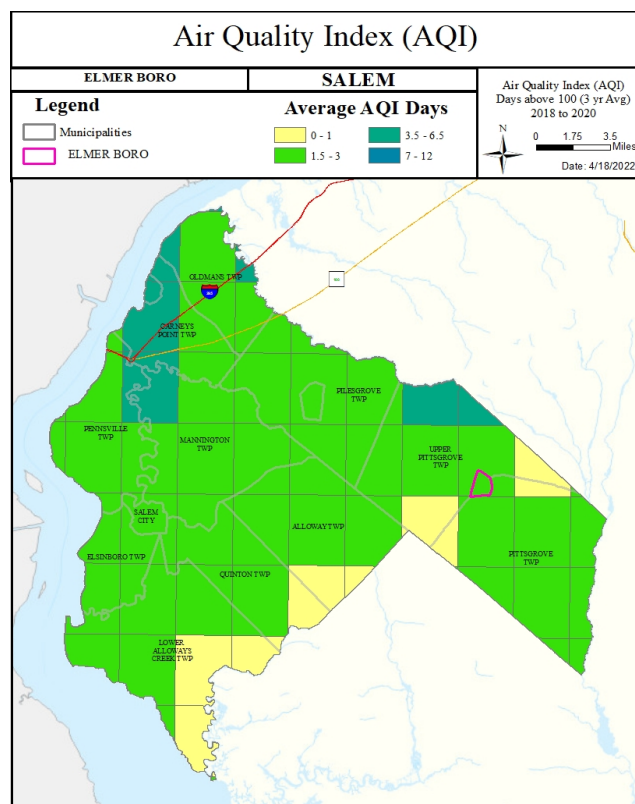 Air Quality Index (AQI)
ELMER BORO
SALEM
Legend
Municipalities
ELMER BORO
Average AQI Days
0 - 1
1.5 - 3
3.5 - 6.5
7 - 12
Air Quality Index (AQI)
Days above 100 (3 yr Avg)
2018 to 2020
N
0 1.75 3.5
Miles
Date: 4/18/2022
OLDMANS TWP
CARNEYS
POINT TWP
PILESGROVE
TWP
PENNSVILLE
TWP
MANNINGTON
TWP
UPPER
PITTSGROVE
TWP
SALEM
CITY
ALLOWAY TWP
ELSINBORO TWP
PITTSGROVE
TWP
QUINTON TWP
LOWER
ALLOWAYS
CREEK TWP